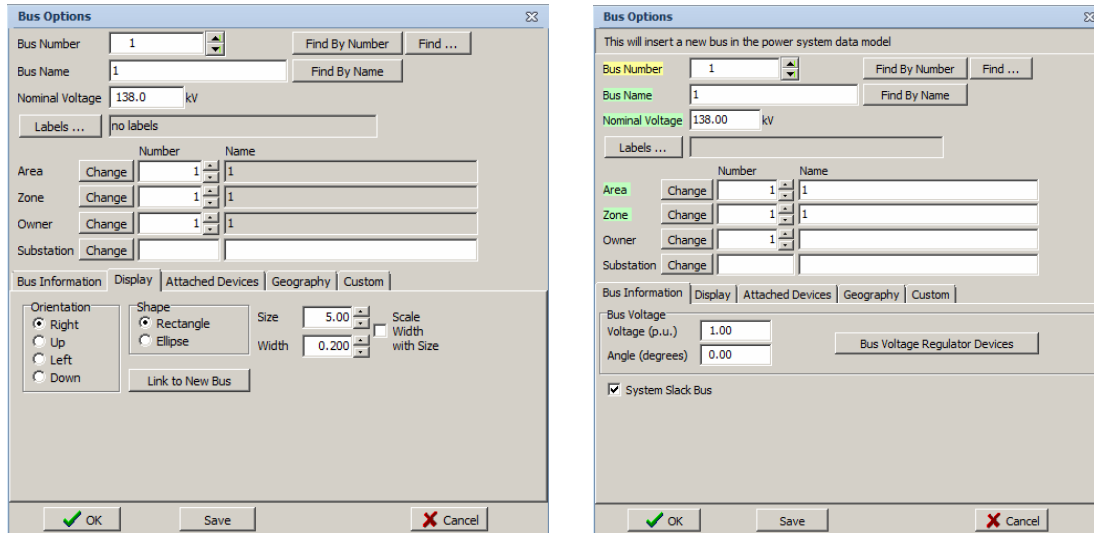 Bus Options
Bus Number 1 Find By Number Find ...
Bus Name 1 Find By Name
Nominal Voltage 138.0 kV
Labels ... no labels
Number Name
Area Change 1 1
Zone Change 1 1
Owner Change 1 1
Substation Change
Bus Information Display Attached Devices Geography Custom
Orientation Shape
Right Rectangle Size 5.00 Scale
Up Ellipse Width 0.200 Width
Left with Size
Down Link to New Bus
OK Save Cancel
Bus Options
This will insert a new bus in the power system data model
Bus Number 1 Find By Number Find ...
Bus Name 1 Find By Name
Nominal Voltage 138.00 kV
Labels ...
Number Name
Area Change 1 1
Zone Change 1 1
Owner Change 1
Substation Change
Bus Information Display Attached Devices Geography Custom
Bus Voltage
Voltage (p.u.) 1.00 Bus Voltage Regulator Devices
Angle (degrees) 0.00
System Slack Bus
OK Save Cancel